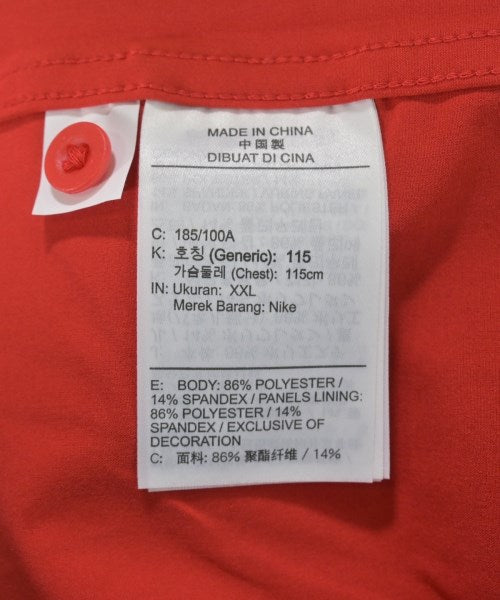 MADE IN CHINA
中国製
DIBUAT DI CINA
C: 185/100A
K: 호칭 (Generic): 115
가슴둘레 (Chest): 115cm
IN: Ukuran: XXL
Merek Barang: Nike
E: BODY: 86% POLYESTER /
14% SPANDEX / PANELS LINING:
86% POLYESTER / 14%
SPANDEX / EXCLUSIVE OF
DECORATION
C: 面料: 86% 聚酯纤维 / 14%